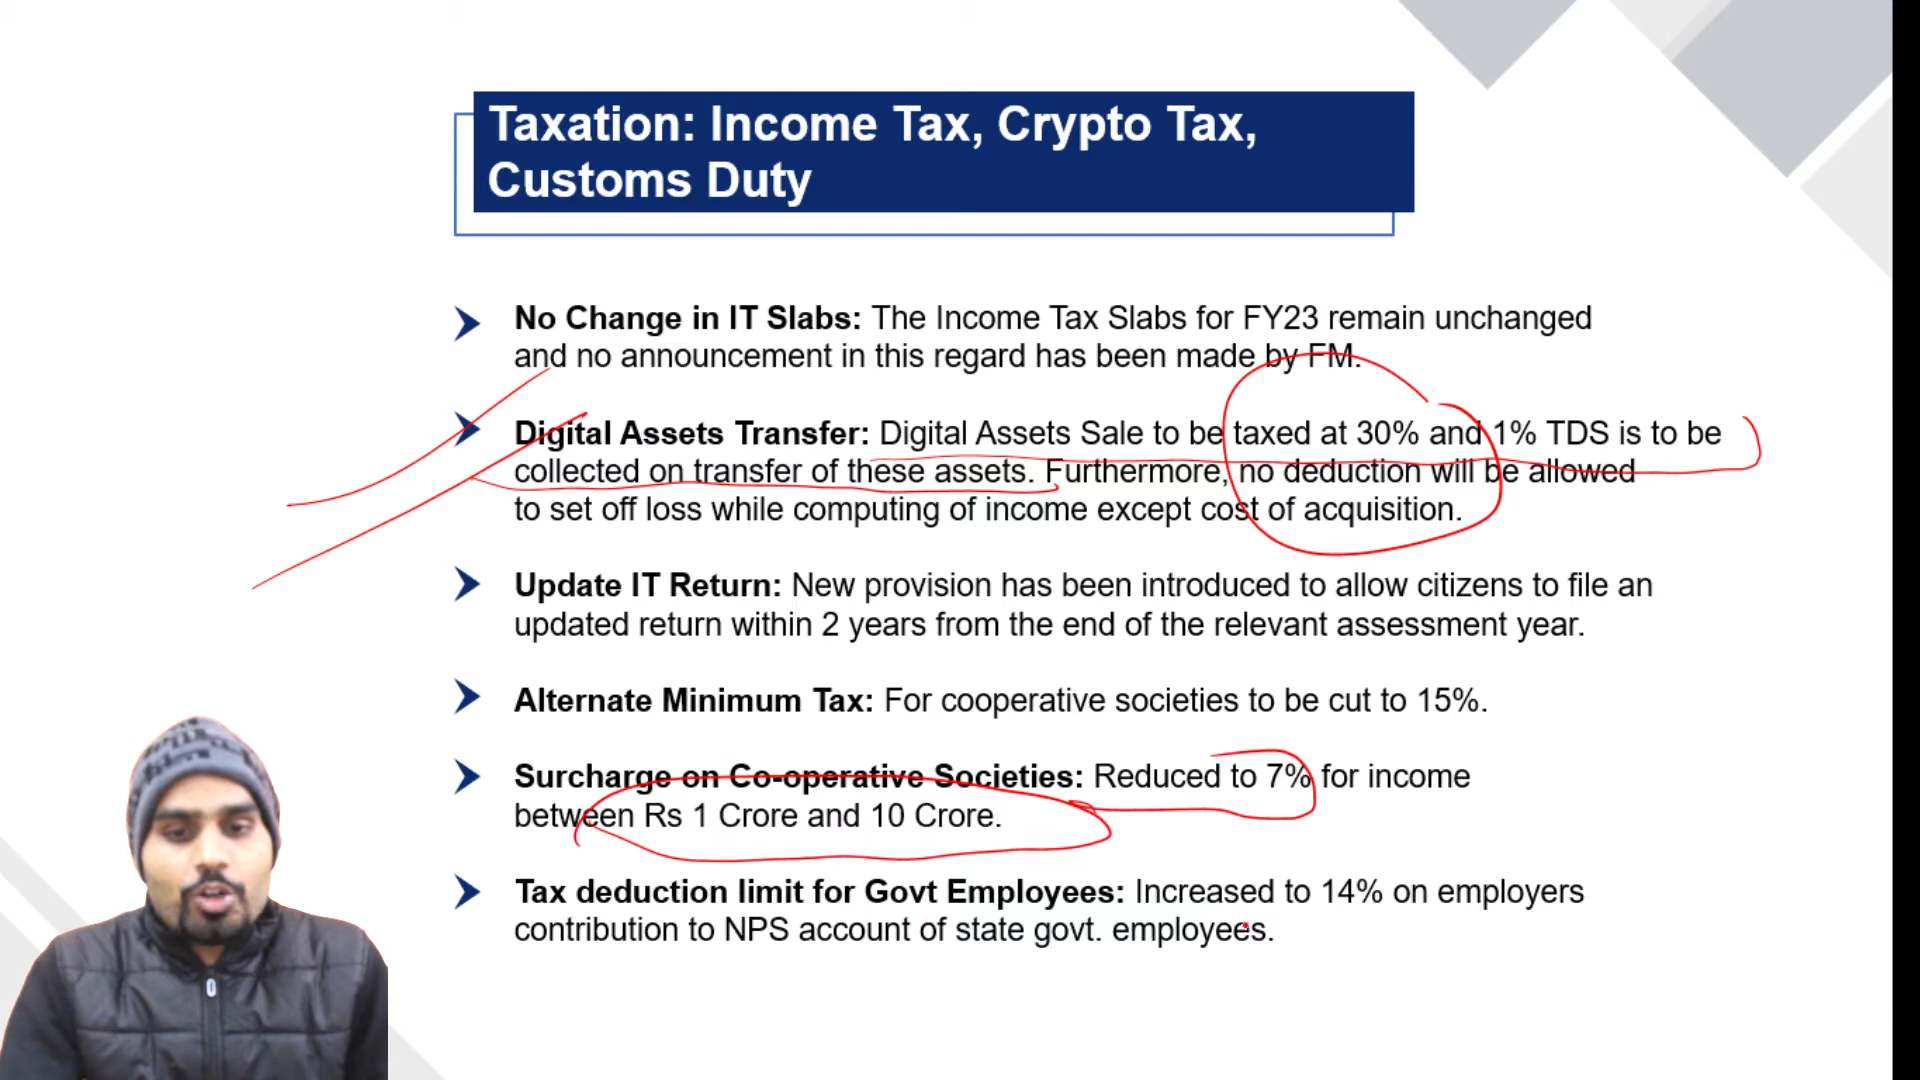 Taxation: Income Tax, Crypto Tax,
Customs Duty
No Change in IT Slabs: The Income Tax Slabs for FY23 remain unchanged
and no announcement in this regard has been made by FM.
Digital Assets Transfer: Digital Assets Sale to be taxed at 30% and 1% TDS is to be
collected on transfer of these assets. Furthermore, no deduction will be allowed
to set off loss while computing of income except cost of acquisition.
Update IT Return: New provision has been introduced to allow citizens to file an
updated return within 2 years from the end of the relevant assessment year.
Alternate Minimum Tax: For cooperative societies to be cut to 15%.
Surcharge on Co-operative Societies: Reduced to 7% for income
between Rs 1 Crore and 10 Crore.
Tax deduction limit for Govt Employees: Increased to 14% on employers
contribution to NPS account of state govt. employees.